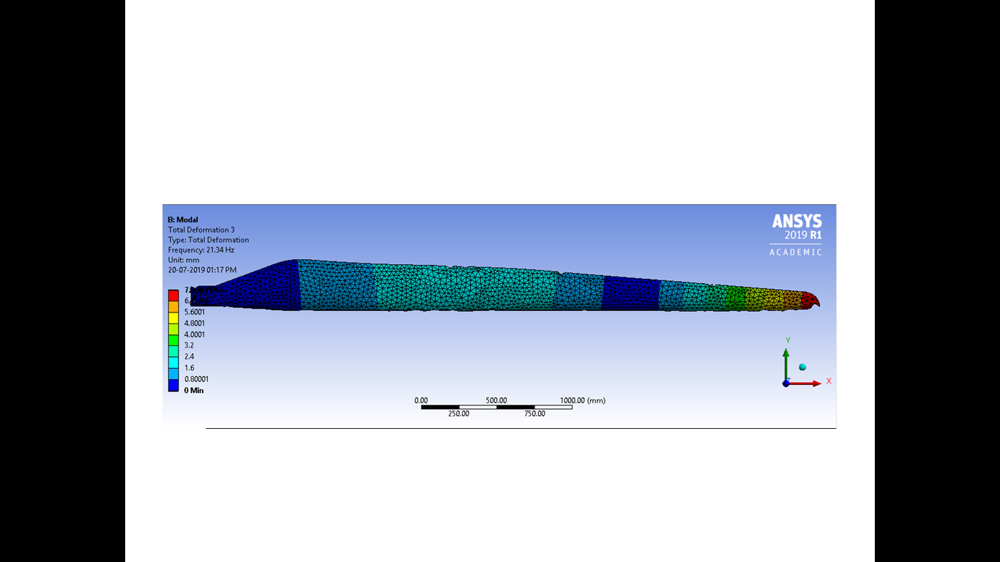 B: Modal
Total Deformation 3
Type: Total Deformation
Frequency: 21.34 Hz
Unit: mm
20-07-2019 01:17 PM
ANSYS
2019 R1
ACADEMIC
5.6001
4.8001
4.0001
3.2
2.4
1.6
0.80001
0 Min
Y
X
Z
0.00 500.00 1000.00 (mm)
250.00 750.00